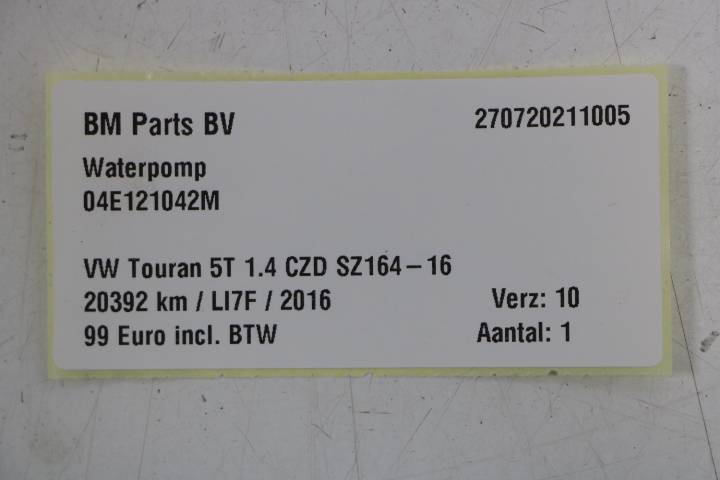 BM Parts BV 270720211005
Waterpomp
04E121042M
VW Touran 5T 1.4 CZD SZ164-16
20392 km / LI7F / 2016 Verz: 10
99 Euro incl. BTW Aantal: 1